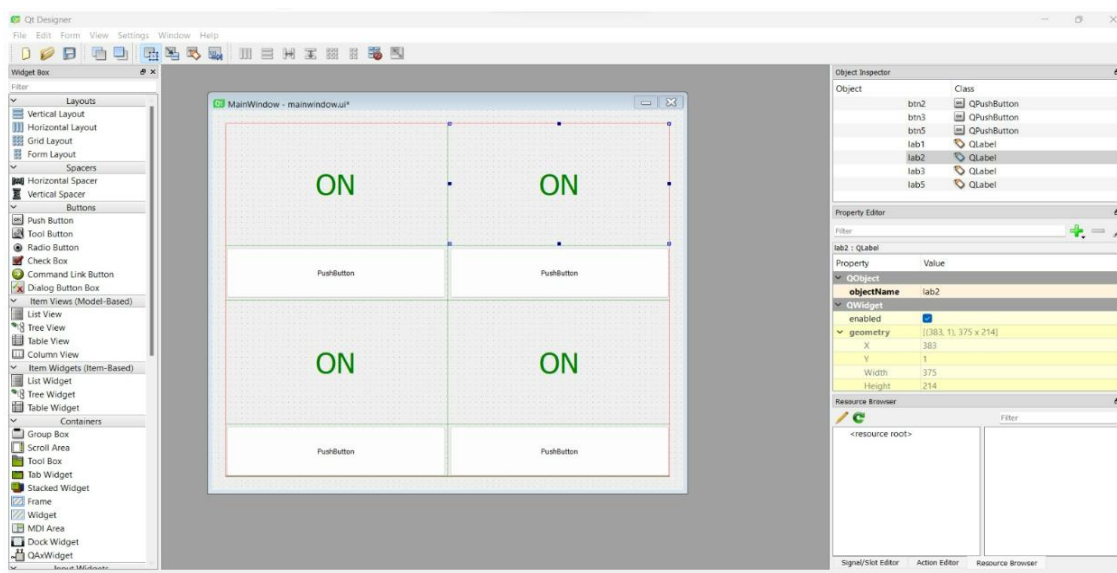 Qt Designer
File Edit Form View Settings Window Help
Widget Box
Filter
Layouts
Vertical Layout
Horizontal Layout
Grid Layout
Form Layout
Spacers
Horizontal Spacer
Vertical Spacer
Buttons
Push Button
Tool Button
Radio Button
Check Box
Command Link Button
Dialog Button Box
Item Views (Model-Based)
List View
Tree View
Table View
Column View
Item Widgets (Item-Based)
List Widget
Tree Widget
Table Widget
Containers
Group Box
Scroll Area
Tool Box
Tab Widget
Stacked Widget
Frame
Widget
MDI Area
Dock Widget
QAxWidget
Input Widgets
MainWindow - mainwindow.ui*
ON ON
PushButton PushButton
ON ON
PushButton PushButton
Object Inspector
Object Class
btn2 QPushButton
btn3 QPushButton
btn5 QPushButton
lab1 QLabel
lab2 QLabel
lab3 QLabel
lab5 QLabel
Property Editor
Filter
lab2 : QLabel
Property Value
QObject
objectName lab2
QWidget
enabled
geometry [(383, 1), 375 x 214]
X 383
Y 1
Width 375
Height 214
Resource Browser
Filter
<resource root>
Signal/Slot Editor Action Editor Resource Browser